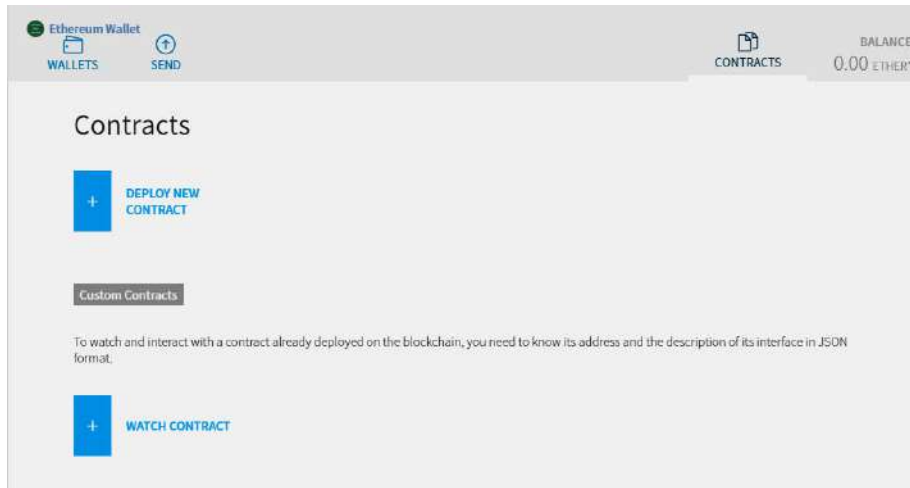 Ethereum Wallet
WALLETS
SEND
CONTRACTS
BALANCE
0.00 ETHER*
Contracts
+
DEPLOY NEW
CONTRACT
Custom Contracts
To watch and interact with a contract already deployed on the blockchain, you need to know its address and the description of its interface in JSON
format.
+
WATCH CONTRACT